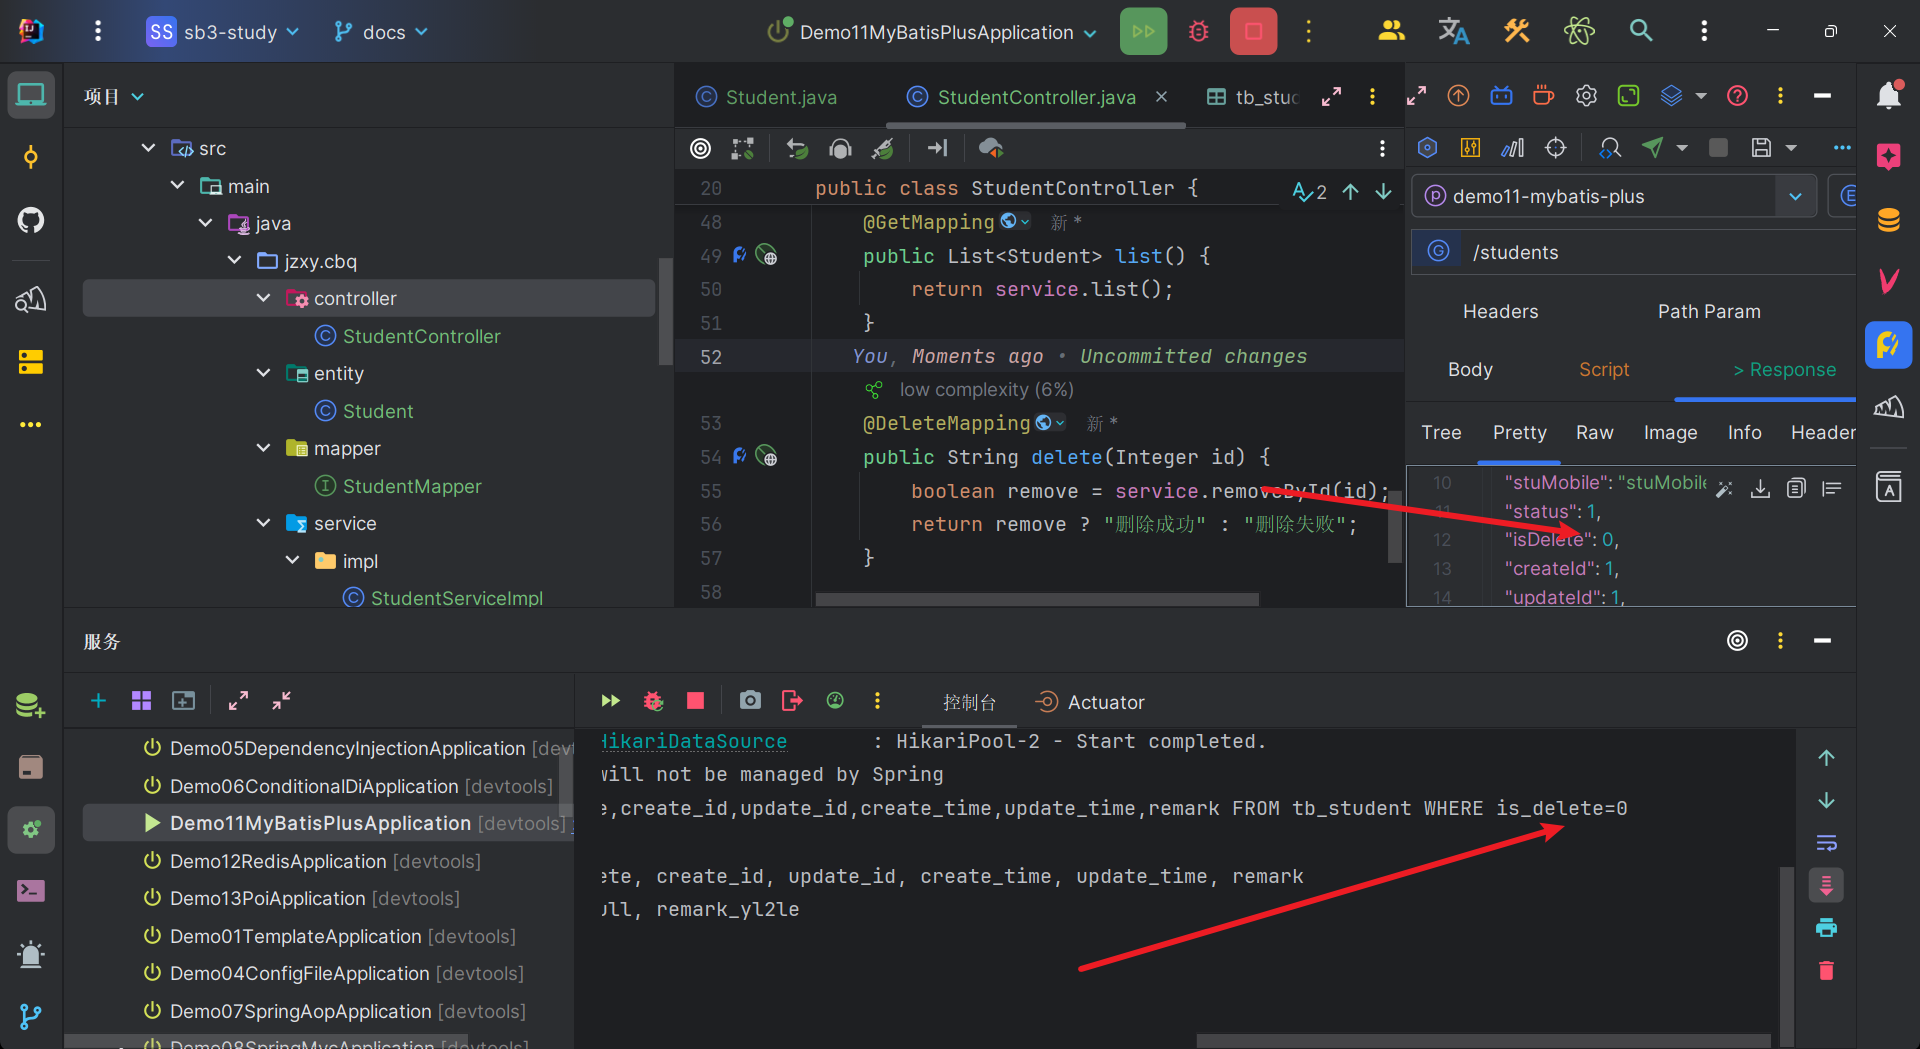 SS sb3-study docs Demo11MyBatisPlusApplication
项目
src
main
java
jzxy.cbq
controller
StudentController
entity
Student
mapper
StudentMapper
service
impl
StudentServiceImpl
Student.java StudentController.java tb_stu
20 public class StudentController { 2
48 @GetMapping 新 *
49 public List<Student> list() {
50 return service.list();
51 }
52 You, Moments ago • Uncommitted changes
low complexity (6%)
53 @DeleteMapping 新 *
54 public String delete(Integer id) {
55 boolean remove = service.removeById(id);
56 return remove ? "删除成功" : "删除失败";
57 }
58
demo11-mybatis-plus
/students
Headers Path Param
Body Script > Response
Tree Pretty Raw Image Info Header
10 "stuMobile": "stuMobile
11 "status": 1,
12 "isDelete": 0,
13 "createId": 1,
14 "updateId": 1,
服务
控制台 Actuator
Demo05DependencyInjectionApplication [devt
Demo06ConditionalDiApplication [devtools]
Demo11MyBatisPlusApplication [devtools]
Demo12RedisApplication [devtools]
Demo13PoiApplication [devtools]
Demo01TemplateApplication [devtools]
Demo04ConfigFileApplication [devtools]
Demo07SpringAopApplication [devtools]
Demo08SpringMvcApplication [devtools]
HikariDataSource : HikariPool-2 - Start completed.
will not be managed by Spring
e,create_id,update_id,create_time,update_time,remark FROM tb_student WHERE is_delete=0
ete, create_id, update_id, create_time, update_time, remark
ull, remark_yl2le